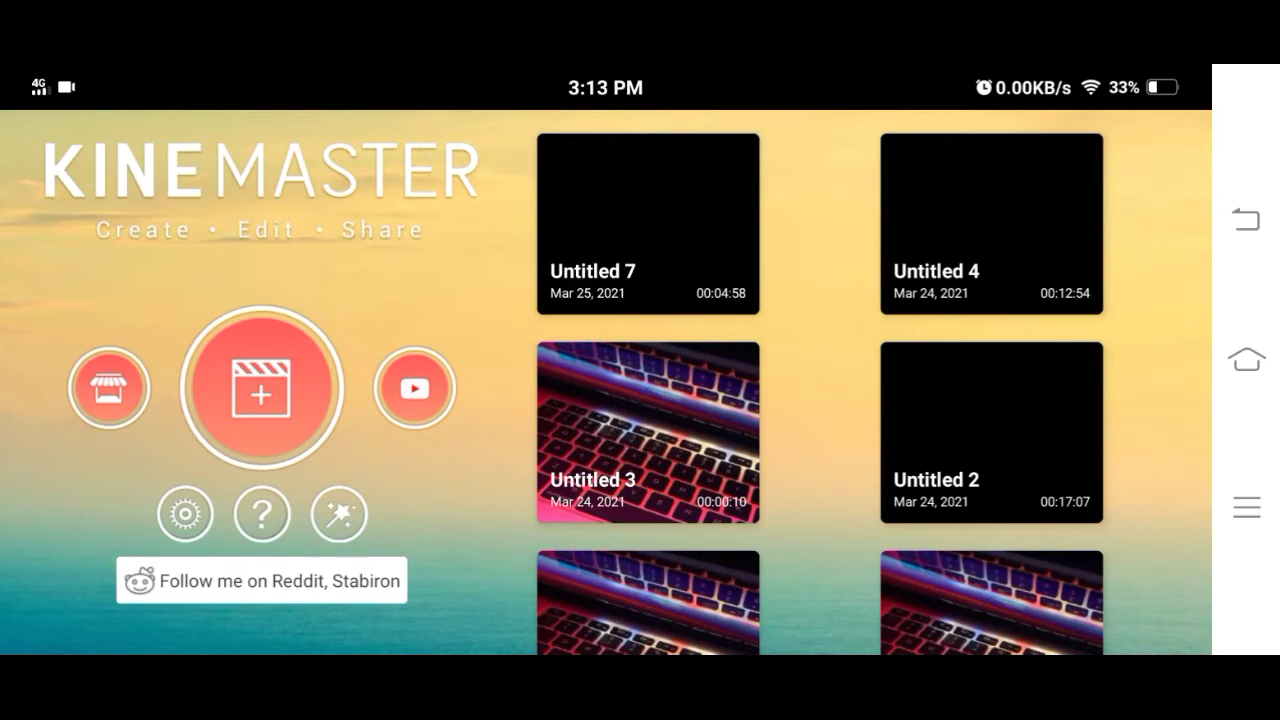 4G
3:13 PM
0.00KB/s
33%
KINEMASTER
Create • Edit • Share
?
Follow me on Reddit, Stabiron
Untitled 7
Mar 25, 2021 00:04:58
Untitled 4
Mar 24, 2021 00:12:54
Untitled 3
Mar 24, 2021 00:00:10
Untitled 2
Mar 24, 2021 00:17:07